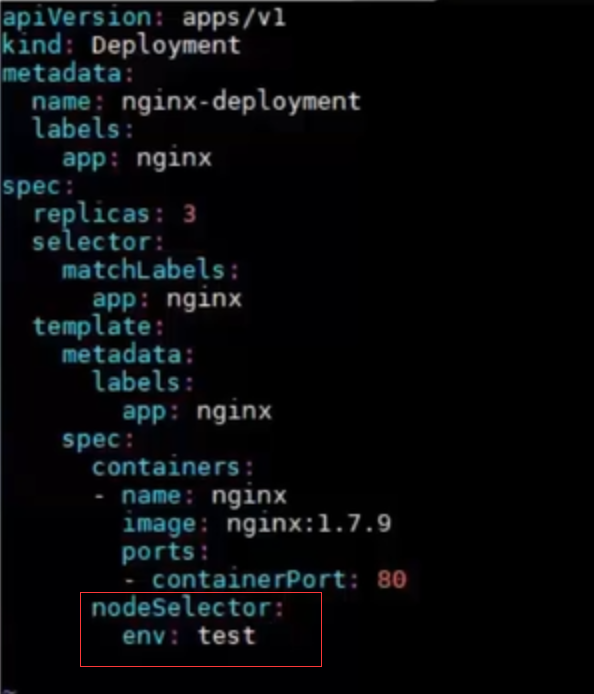 apiVersion: apps/v1
kind: Deployment
metadata:
  name: nginx-deployment
  labels:
    app: nginx
spec:
  replicas: 3
  selector:
    matchLabels:
      app: nginx
  template:
    metadata:
      labels:
        app: nginx
    spec:
      containers:
      - name: nginx
        image: nginx:1.7.9
        ports:
        - containerPort: 80
      nodeSelector:
        env: test
~